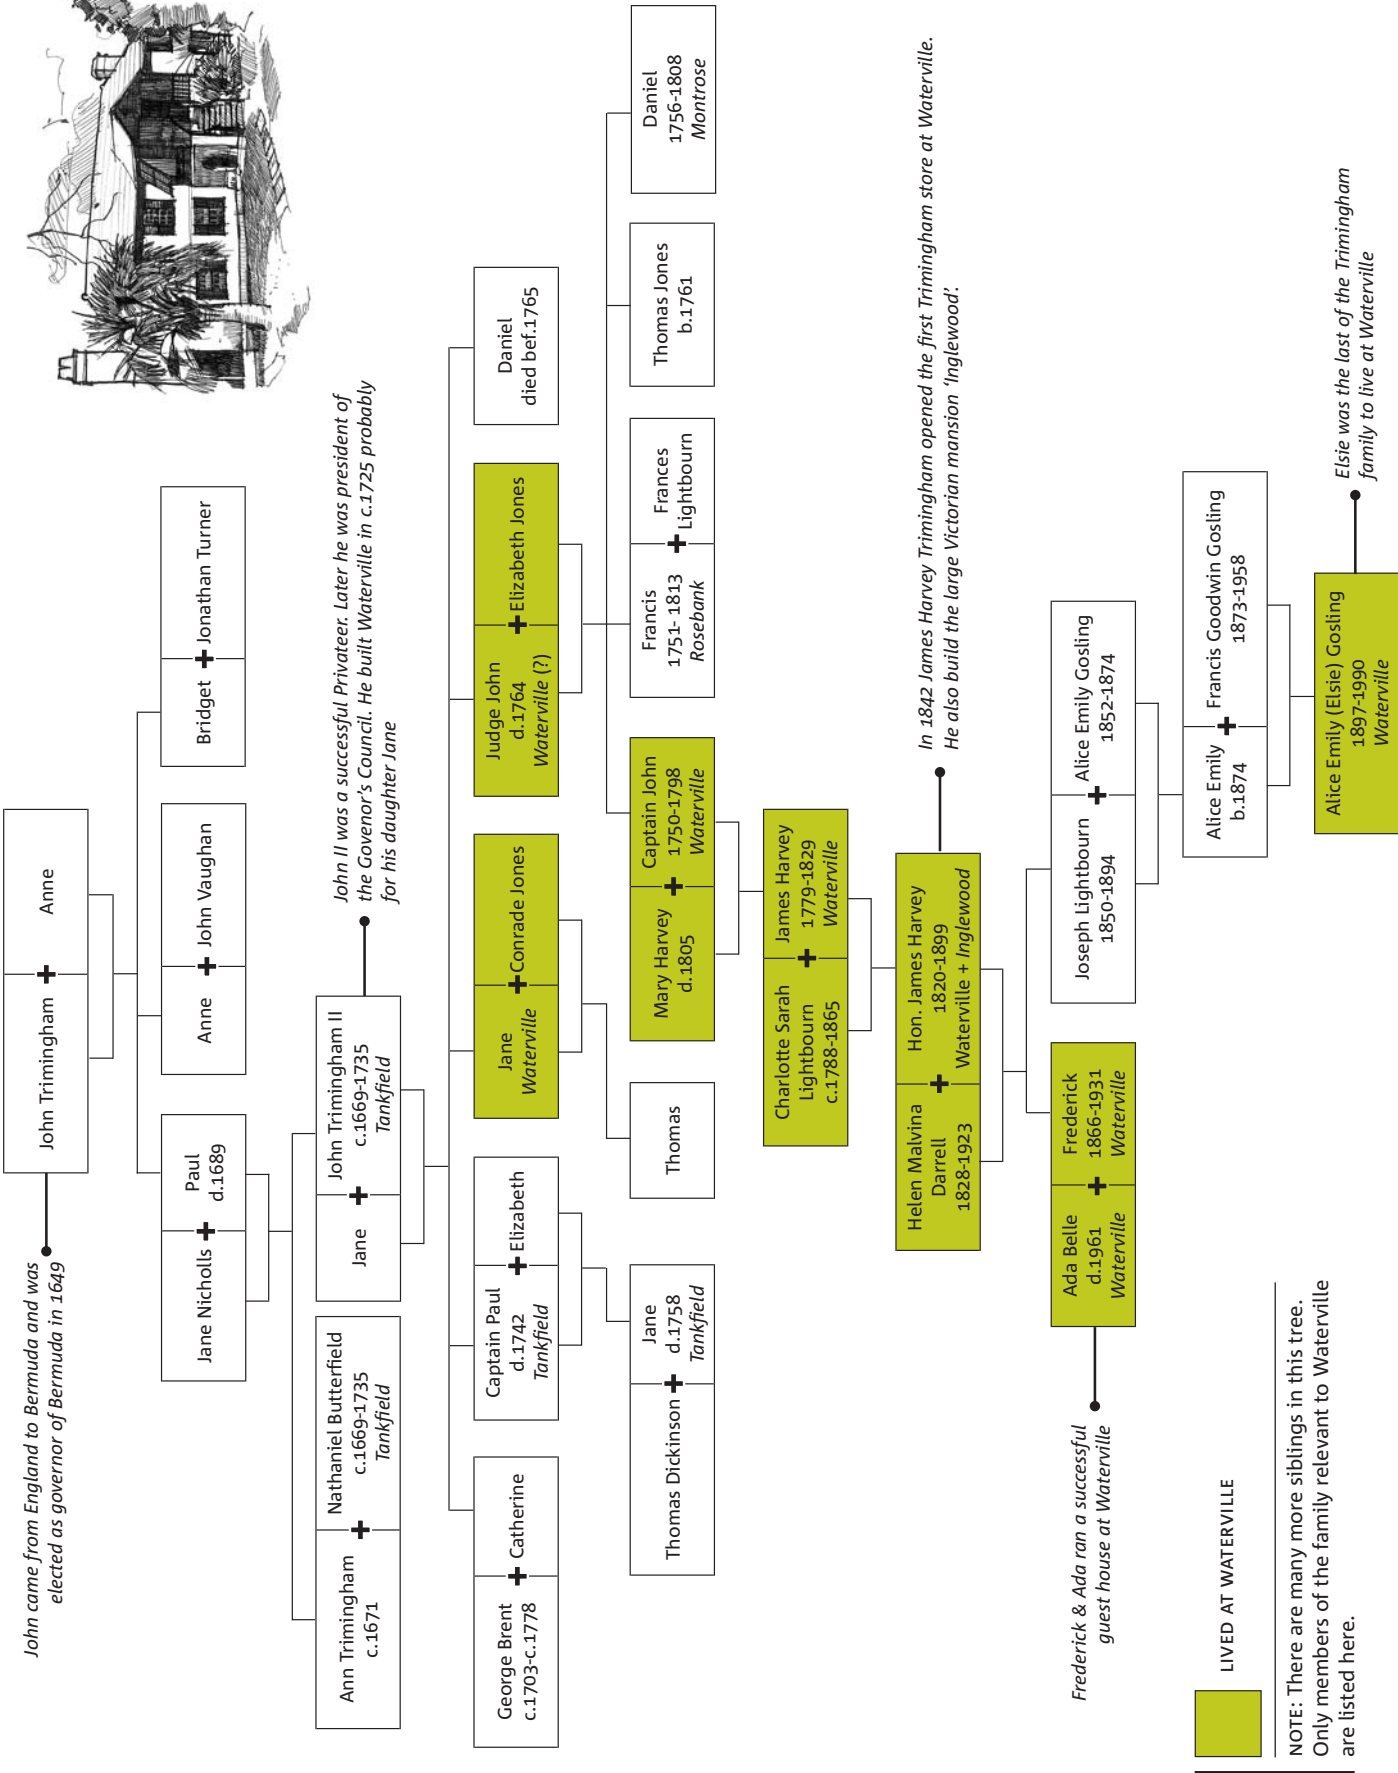 John came from England to Bermuda and was
elected as governor of Bermuda in 1649
John Trimingham
Anne
Jane Nicholls
Paul
d.1689
Anne
John Vaughan
Bridget
Jonathan Turner
Ann Trimingham
c.1671
Nathaniel Butterfield
c.1669-1735
Tankfield
Jane
John Trimingham II
c.1669-1735
Tankfield
John II was a successful Privateer. Later he was president of
the Govenor's Council. He built Waterville in c.1725 probably
for his daughter Jane
George Brent
c.1703-c.1778
Catherine
Captain Paul
d.1742
Tankfield
Elizabeth
Jane
Waterville
Conrade Jones
Judge John
d.1764
Waterville (?)
Elizabeth Jones
Daniel
died bef.1765
Thomas Dickinson
Jane
d.1758
Tankfield
Thomas
Mary Harvey
d.1805
Captain John
1750-1798
Waterville
Francis
1751- 1813
Rosebank
Frances
Lightbourn
Thomas Jones
b.1761
Daniel
1756-1808
Montrose
Charlotte Sarah
Lightbourn
c.1788-1865
James Harvey
1779-1829
Waterville
Helen Malvina
Darrell
1828-1923
Hon. James Harvey
1820-1899
Waterville + Inglewood
In 1842 James Harvey Trimingham opened the first Trimingham store at Waterville.
He also build the large Victorian mansion ‘Inglewood’.
Ada Belle
d.1961
Waterville
Frederick
1866-1931
Waterville
Joseph Lightbourn
1850-1894
Alice Emily Gosling
1852-1874
Frederick & Ada ran a successful
guest house at Waterville
Alice Emily
b.1874
Francis Goodwin Gosling
1873-1958
Alice Emily (Elsie) Gosling
1897-1990
Waterville
Elsie was the last of the Trimingham
family to live at Waterville
LIVED AT WATERVILLE
NOTE: There are many more siblings in this tree.
Only members of the family relevant to Waterville
are listed here.